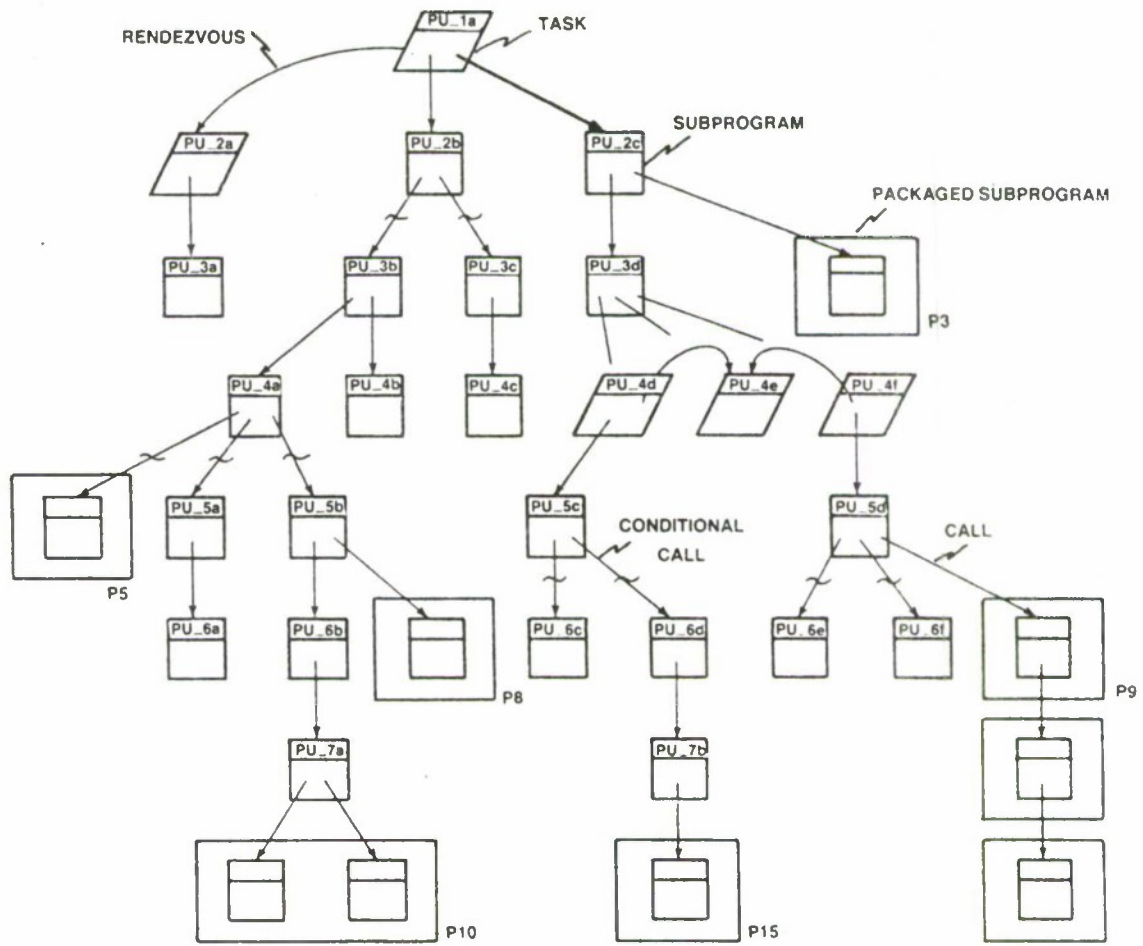 PU_1a
RENDEZVOUS
TASK
PU_2a
PU_2b
PU_2c
SUBPROGRAM
PACKAGED SUBPROGRAM
PU_3a
PU_3b
PU_3c
PU_3d
P3
PU_4a
PU_4b
PU_4c
PU_4d
PU_4e
PU_4f
PU_5a
PU_5b
PU_5c
CONDITIONAL
CALL
PU_5d
CALL
P5
PU_6a
PU_6b
PU_6c
PU_6d
PU_6e
PU_6f
P8
P9
PU_7a
PU_7b
P10
P15